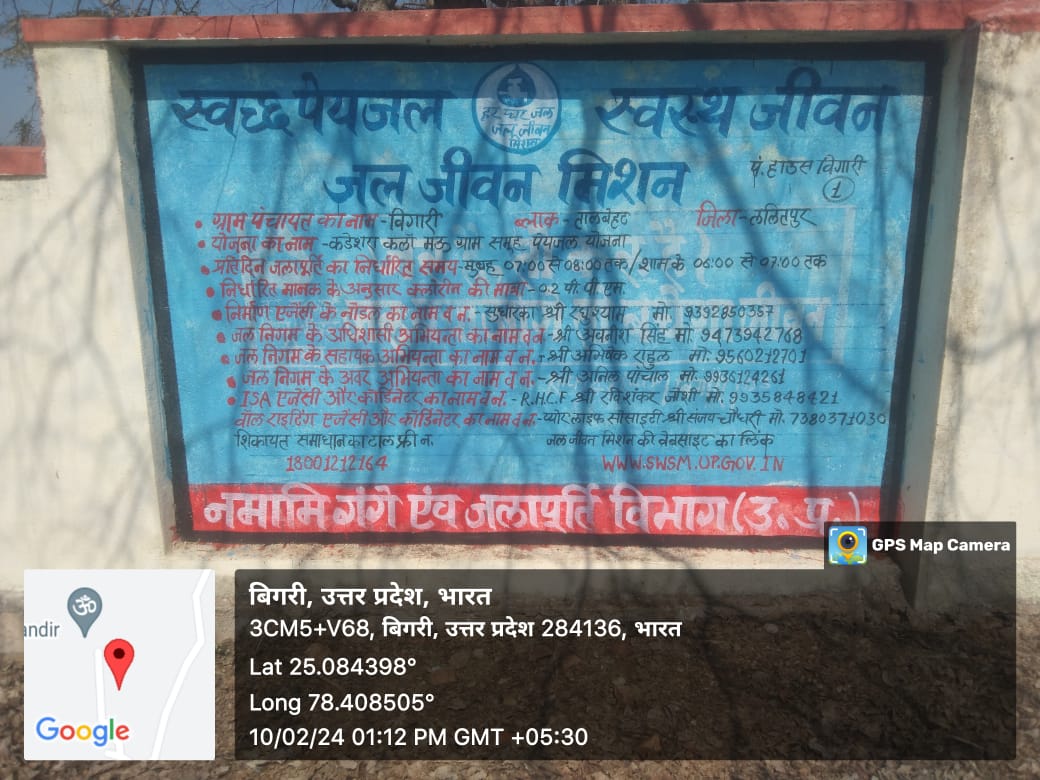 स्वच्छ पेयजल
हर घर जल
जल जीवन
मिशन
स्वस्थ जीवन
जल जीवन मिशन
पं. हाउस विगारी
1
• ग्राम पंचायत का नाम - विगारी ब्लाक - तालबेहट जिला - ललितपुर
• योजना का नाम - कडेशरा कलॉ मऊ ग्राम समूह पेयजल योजना
• प्रतिदिन जलापूर्ति का निर्धारित समय - सुबह 07:00 से 08:00 तक / शाम के 06:00 से 07:00 तक
• निर्धारित मानक के अनुसार क्लोरीन की मात्रा - 0.2 पी. पी. एम.
• निर्माण एजेंसी के नोडल का नाम व न. - सुधारका श्री रघुश्याम मो. 9392850357
• जल निगम के अधिशासी अभियन्ता का नाम व न. - श्री अवनीश सिंह मो. 9473942768
• जल निगम के सहायक अभियन्ता का नाम व न. - श्री अभिषेक राहुल मो. 9560212701
• जल निगम के अवर अभियन्ता का नाम व न. - श्री अनिल पांचाल मो. 9936124261
• ISA एजेंसी और कॉर्डिनेटर का नाम व न. - R.H.C.F श्री रविशंकर जोशी मो. 9935848421
वॉल राइटिंग एजेंसी और कॉर्डिनेटर का नाम व न. - प्योर लाइफ सोसाइटी श्री संजय चौधरी मो. 7380371030
शिकायत समाधान का टाल फ्री न. जल जीवन मिशन की वेबसाइट का लिंक
18001212164 WWW.SWSM.UP.GOV.IN
नमामि गंगे एंव जलापूर्ति विभाग (उ. प्र.)
GPS Map Camera
andir
Google
बिगरी, उत्तर प्रदेश, भारत
3CM5+V68, बिगरी, उत्तर प्रदेश 284136, भारत
Lat 25.084398°
Long 78.408505°
10/02/24 01:12 PM GMT +05:30